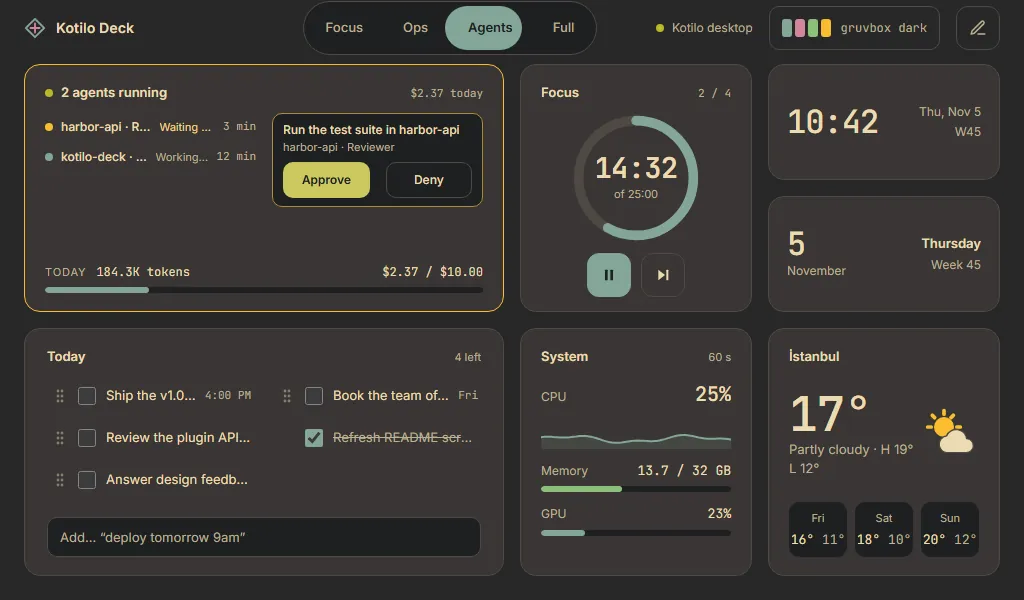 Kotilo Deck
Focus
Ops
Agents
Full
Kotilo desktop
gruvbox dark
2 agents running
$2.37 today
harbor-api · R...
Waiting ...
3 min
kotilo-deck · ...
Working...
12 min
Run the test suite in harbor-api
harbor-api · Reviewer
Approve
Deny
TODAY 184.3K tokens
$2.37 / $10.00
Focus
2 / 4
14:32
of 25:00
10:42
Thu, Nov 5
W45
5
November
Thursday
Week 45
Today
4 left
Ship the v1.0...
4:00 PM
Book the team of...
Fri
Review the plugin API...
Refresh README scr...
Answer design feedb...
Add... “deploy tomorrow 9am”
System
60 s
CPU
25%
Memory
13.7 / 32 GB
GPU
23%
İstanbul
17°
Partly cloudy · H 19°
L 12°
Fri
16° 11°
Sat
18° 10°
Sun
20° 12°